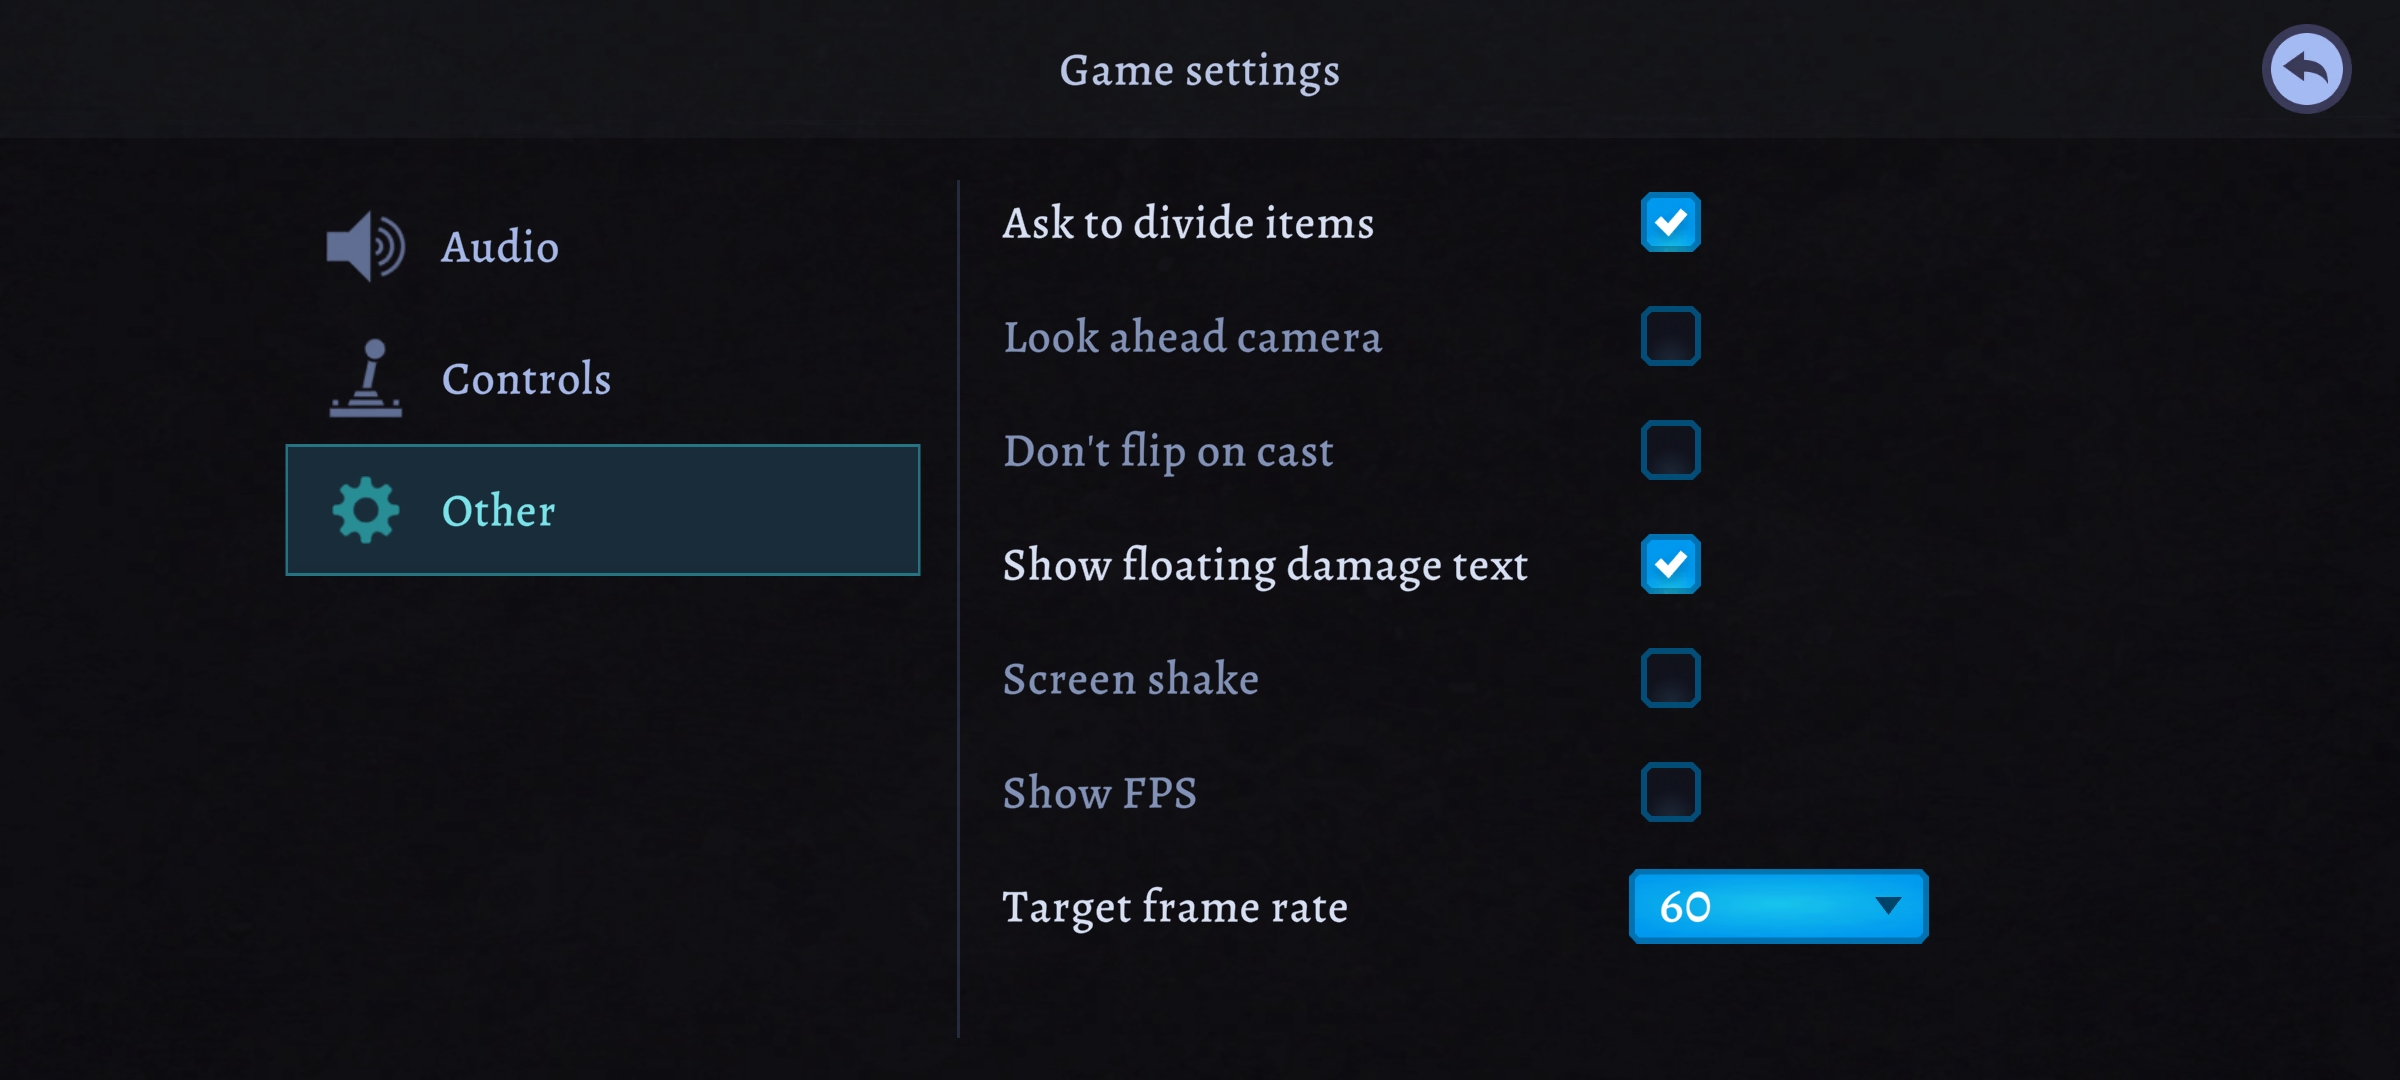 Game settings
Audio
Controls
Other
Ask to divide items
Look ahead camera
Don't flip on cast
Show floating damage text
Screen shake
Show FPS
Target frame rate
60